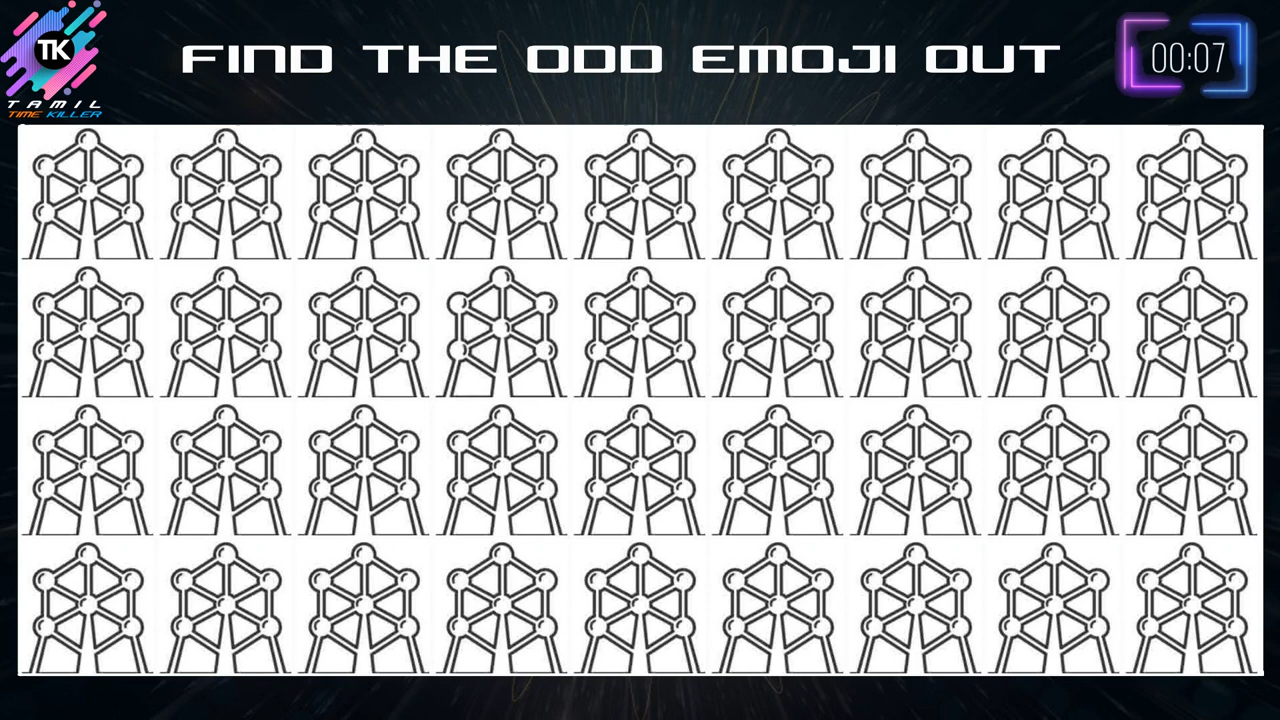 TK
TAMIL
TIME KILLER
FIND THE ODD EMOJI OUT
00:07